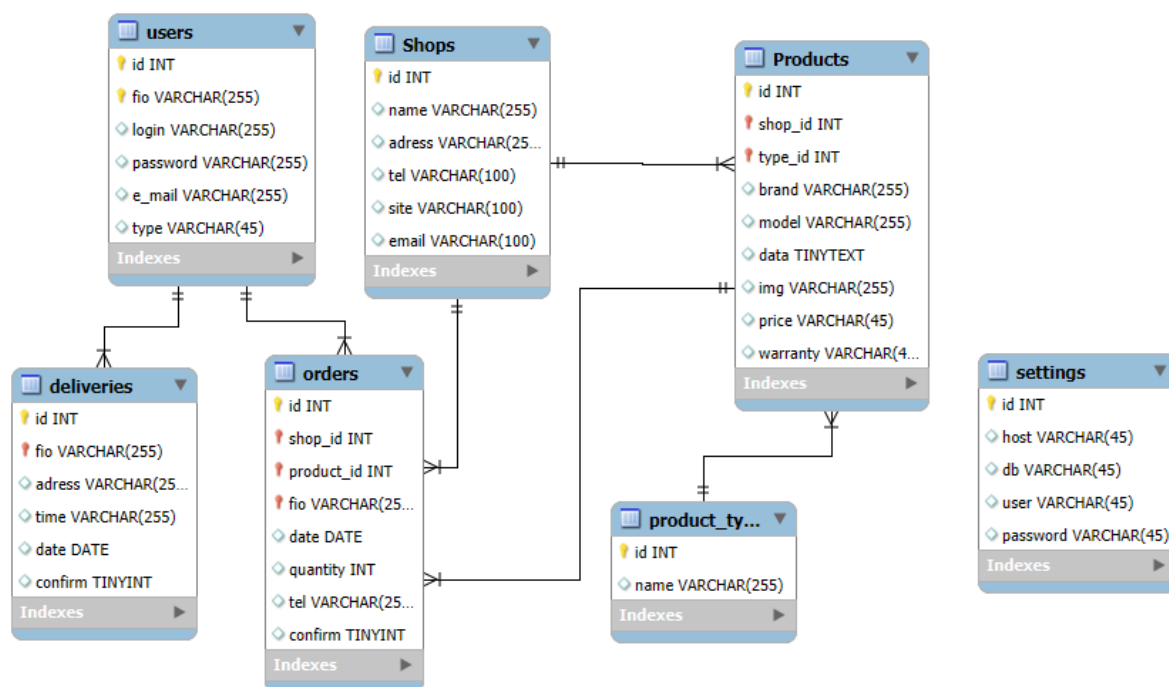 users
id INT
fio VARCHAR(255)
login VARCHAR(255)
password VARCHAR(255)
e_mail VARCHAR(255)
type VARCHAR(45)
Indexes
Shops
id INT
name VARCHAR(255)
adress VARCHAR(25...
tel VARCHAR(100)
site VARCHAR(100)
email VARCHAR(100)
Indexes
Products
id INT
shop_id INT
type_id INT
brand VARCHAR(255)
model VARCHAR(255)
data TINYTEXT
img VARCHAR(255)
price VARCHAR(45)
warranty VARCHAR(4...
Indexes
deliveries
id INT
fio VARCHAR(255)
adress VARCHAR(25...
time VARCHAR(255)
date DATE
confirm TINYINT
Indexes
orders
id INT
shop_id INT
product_id INT
fio VARCHAR(25...
date DATE
quantity INT
tel VARCHAR(25...
confirm TINYINT
Indexes
product_ty...
id INT
name VARCHAR(255)
Indexes
settings
id INT
host VARCHAR(45)
db VARCHAR(45)
user VARCHAR(45)
password VARCHAR(45)
Indexes